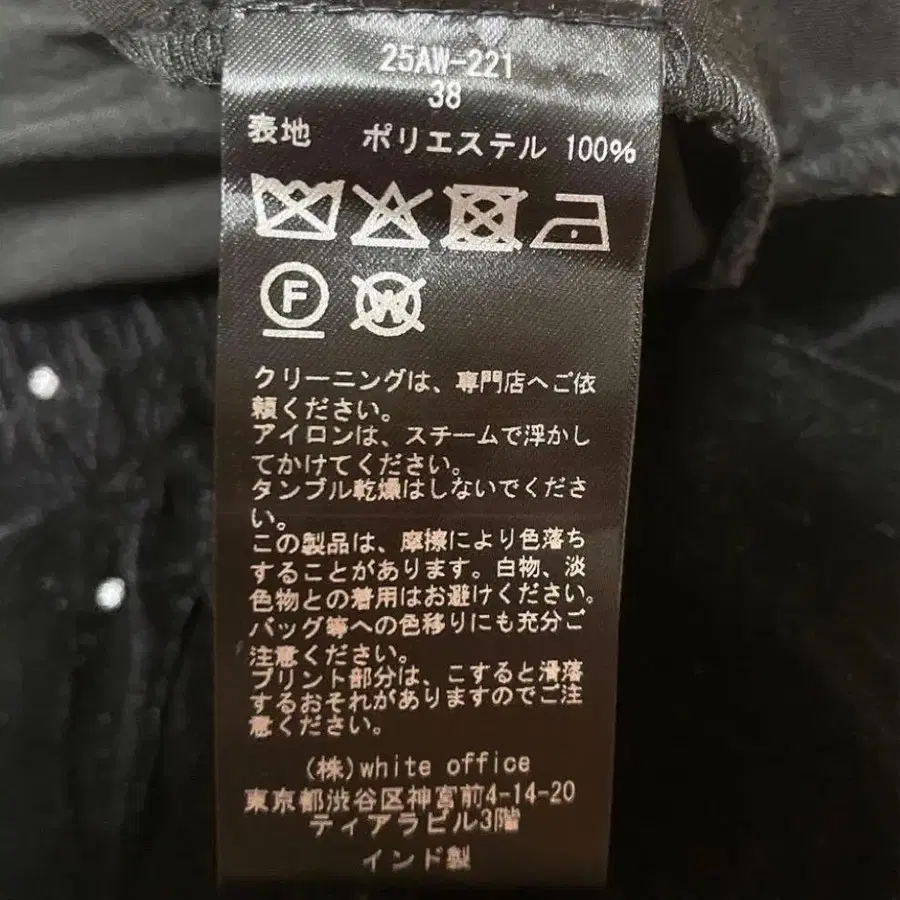 25AW-221
38
表地 ポリエステル 100%
F W
クリーニングは、専門店へご依
頼ください。
アイロンは、スチームで浮かし
てかけてください。
タンブル乾燥はしないでくださ
い。
この製品は、摩擦により色落ち
することがあります。白物、淡
色物との着用はお避けください。
バッグ等への色移りにも充分ご
注意ください。
プリント部分は、こすると滑落
するおそれがありますのでご注
意ください。
(株)white office
東京都渋谷区神宮前4-14-20
ティアラビル3階
インド製